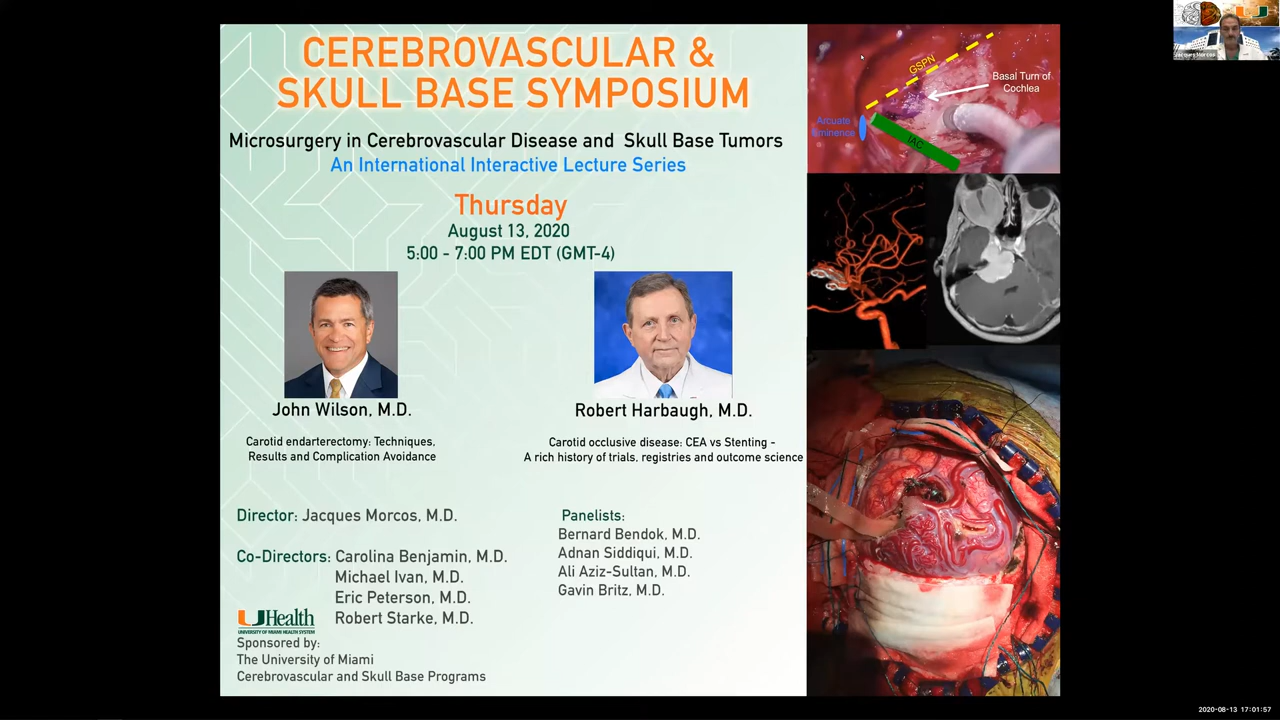 CEREBROVASCULAR &
SKULL BASE SYMPOSIUM
Microsurgery in Cerebrovascular Disease and Skull Base Tumors
An International Interactive Lecture Series
Thursday
August 13, 2020
5:00 - 7:00 PM EDT (GMT-4)
John Wilson, M.D.
Carotid endarterectomy: Techniques,
Results and Complication Avoidance
Robert Harbaugh, M.D.
Carotid occlusive disease: CEA vs Stenting -
A rich history of trials, registries and outcome science
Director: Jacques Morcos, M.D.
Co-Directors: Carolina Benjamin, M.D.
Michael Ivan, M.D.
Eric Peterson, M.D.
Robert Starke, M.D.
Panelists:
Bernard Bendok, M.D.
Adnan Siddiqui, M.D.
Ali Aziz-Sultan, M.D.
Gavin Britz, M.D.
UHealth
UNIVERSITY OF MIAMI HEALTH SYSTEM
Sponsored by:
The University of Miami
Cerebrovascular and Skull Base Programs
GSPN
Basal Turn of
Cochlea
Arcuate
Eminence
IAC
Jacques Morcos
2020-08-13 17:01:57